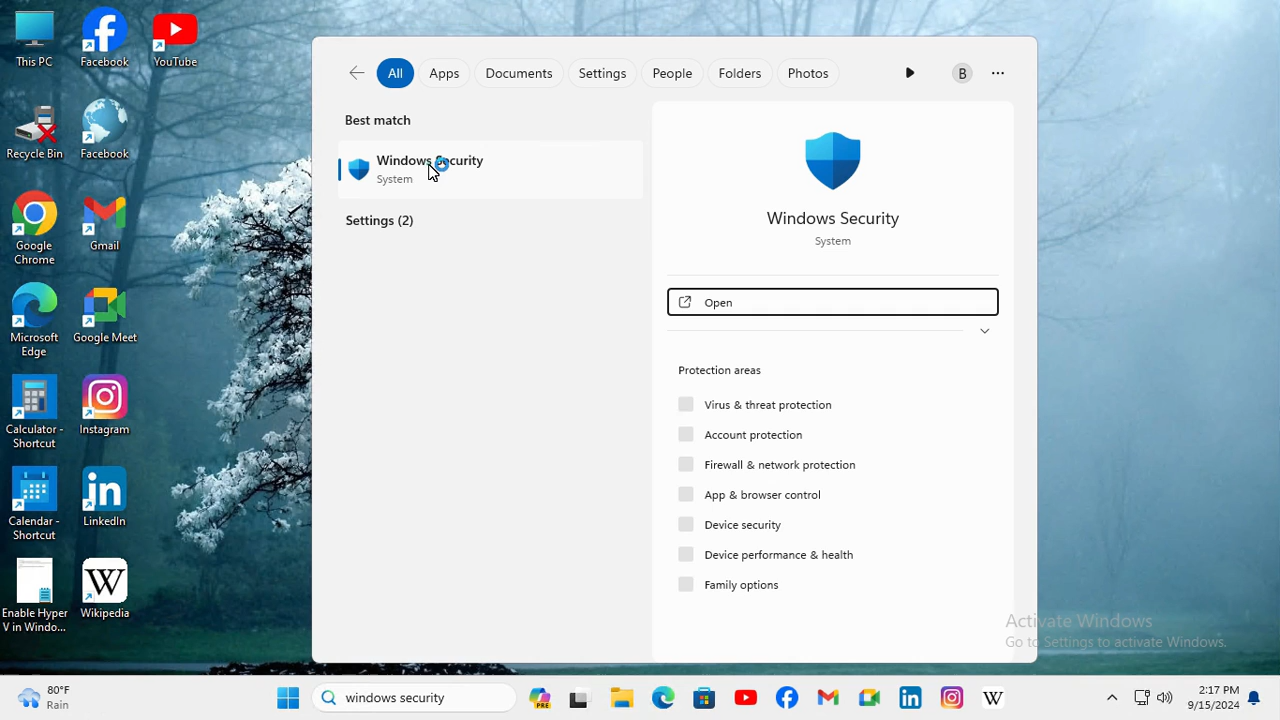 This PC
Facebook
YouTube
Recycle Bin
Facebook
Google
Chrome
Gmail
Microsoft
Edge
Google Meet
Calculator -
Shortcut
Instagram
Calendar -
Shortcut
LinkedIn
Enable Hyper
V in Windo...
W
Wikipedia
All
Apps
Documents
Settings
People
Folders
Photos
B
Best match
Windows Security
System
Settings (2)
Windows Security
System
Open
Protection areas
Virus & threat protection
Account protection
Firewall & network protection
App & browser control
Device security
Device performance & health
Family options
Activate Windows
Go to Settings to activate Windows.
80°F
Rain
windows security
PRE
W
2:17 PM
9/15/2024